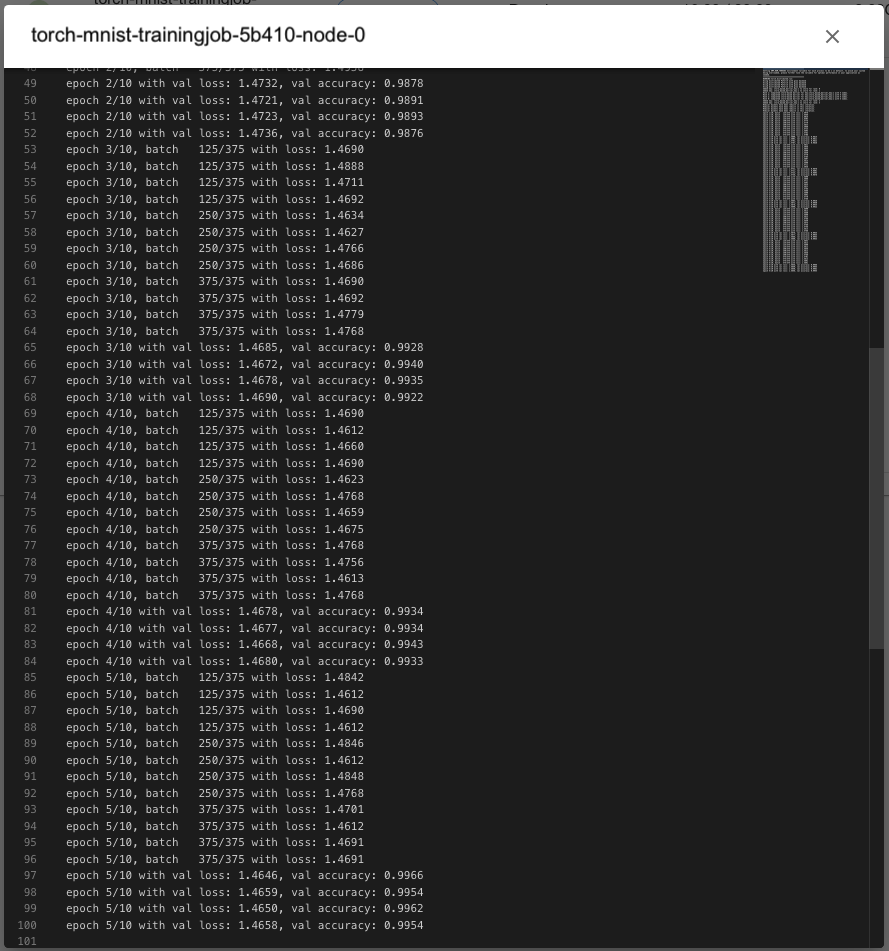 torch-mnist-trainingjob-
torch-mnist-trainingjob-5b410-node-0
48 epoch 2/10, batch 375/375 with loss: 1.4958
49 epoch 2/10 with val loss: 1.4732, val accuracy: 0.9878
50 epoch 2/10 with val loss: 1.4721, val accuracy: 0.9891
51 epoch 2/10 with val loss: 1.4723, val accuracy: 0.9893
52 epoch 2/10 with val loss: 1.4736, val accuracy: 0.9876
53 epoch 3/10, batch 125/375 with loss: 1.4690
54 epoch 3/10, batch 125/375 with loss: 1.4888
55 epoch 3/10, batch 125/375 with loss: 1.4711
56 epoch 3/10, batch 125/375 with loss: 1.4692
57 epoch 3/10, batch 250/375 with loss: 1.4634
58 epoch 3/10, batch 250/375 with loss: 1.4627
59 epoch 3/10, batch 250/375 with loss: 1.4766
60 epoch 3/10, batch 250/375 with loss: 1.4686
61 epoch 3/10, batch 375/375 with loss: 1.4690
62 epoch 3/10, batch 375/375 with loss: 1.4692
63 epoch 3/10, batch 375/375 with loss: 1.4779
64 epoch 3/10, batch 375/375 with loss: 1.4768
65 epoch 3/10 with val loss: 1.4685, val accuracy: 0.9928
66 epoch 3/10 with val loss: 1.4672, val accuracy: 0.9940
67 epoch 3/10 with val loss: 1.4678, val accuracy: 0.9935
68 epoch 3/10 with val loss: 1.4690, val accuracy: 0.9922
69 epoch 4/10, batch 125/375 with loss: 1.4690
70 epoch 4/10, batch 125/375 with loss: 1.4612
71 epoch 4/10, batch 125/375 with loss: 1.4660
72 epoch 4/10, batch 125/375 with loss: 1.4690
73 epoch 4/10, batch 250/375 with loss: 1.4623
74 epoch 4/10, batch 250/375 with loss: 1.4768
75 epoch 4/10, batch 250/375 with loss: 1.4659
76 epoch 4/10, batch 250/375 with loss: 1.4675
77 epoch 4/10, batch 375/375 with loss: 1.4768
78 epoch 4/10, batch 375/375 with loss: 1.4756
79 epoch 4/10, batch 375/375 with loss: 1.4613
80 epoch 4/10, batch 375/375 with loss: 1.4768
81 epoch 4/10 with val loss: 1.4678, val accuracy: 0.9934
82 epoch 4/10 with val loss: 1.4677, val accuracy: 0.9934
83 epoch 4/10 with val loss: 1.4668, val accuracy: 0.9943
84 epoch 4/10 with val loss: 1.4680, val accuracy: 0.9933
85 epoch 5/10, batch 125/375 with loss: 1.4842
86 epoch 5/10, batch 125/375 with loss: 1.4612
87 epoch 5/10, batch 125/375 with loss: 1.4690
88 epoch 5/10, batch 125/375 with loss: 1.4612
89 epoch 5/10, batch 250/375 with loss: 1.4846
90 epoch 5/10, batch 250/375 with loss: 1.4612
91 epoch 5/10, batch 250/375 with loss: 1.4848
92 epoch 5/10, batch 250/375 with loss: 1.4768
93 epoch 5/10, batch 375/375 with loss: 1.4701
94 epoch 5/10, batch 375/375 with loss: 1.4612
95 epoch 5/10, batch 375/375 with loss: 1.4691
96 epoch 5/10, batch 375/375 with loss: 1.4691
97 epoch 5/10 with val loss: 1.4646, val accuracy: 0.9966
98 epoch 5/10 with val loss: 1.4659, val accuracy: 0.9954
99 epoch 5/10 with val loss: 1.4650, val accuracy: 0.9962
100 epoch 5/10 with val loss: 1.4658, val accuracy: 0.9954
101